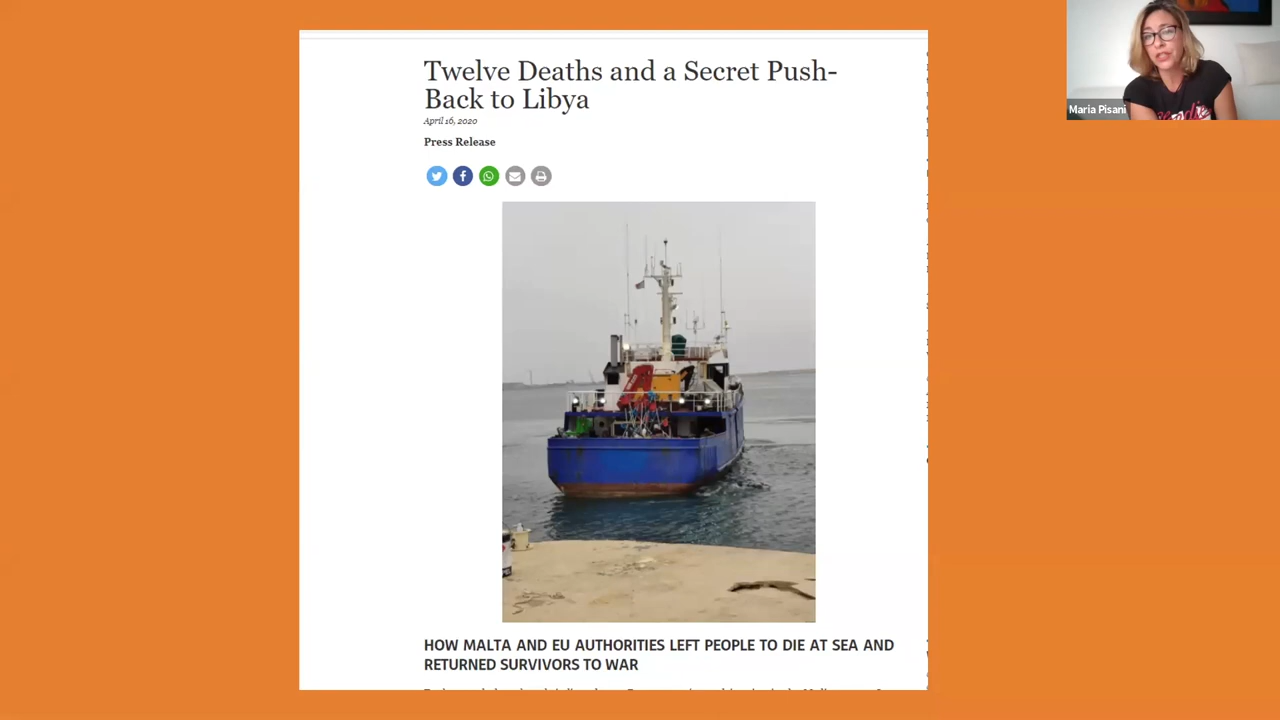 Twelve Deaths and a Secret Push-
Back to Libya
April 16, 2020
Press Release
HOW MALTA AND EU AUTHORITIES LEFT PEOPLE TO DIE AT SEA AND
RETURNED SURVIVORS TO WAR
Maria Pisani